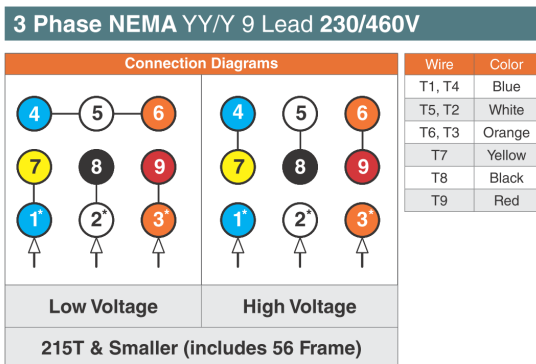 3 Phase NEMA YY/Y 9 Lead 230/460V
Connection Diagrams
4 5 6
7 8 9
1* 2* 3*
Low Voltage
4 5 6
7 8 9
1* 2* 3*
High Voltage
215T & Smaller (includes 56 Frame)
Wire Color
T1, T4 Blue
T5, T2 White
T6, T3 Orange
T7 Yellow
T8 Black
T9 Red